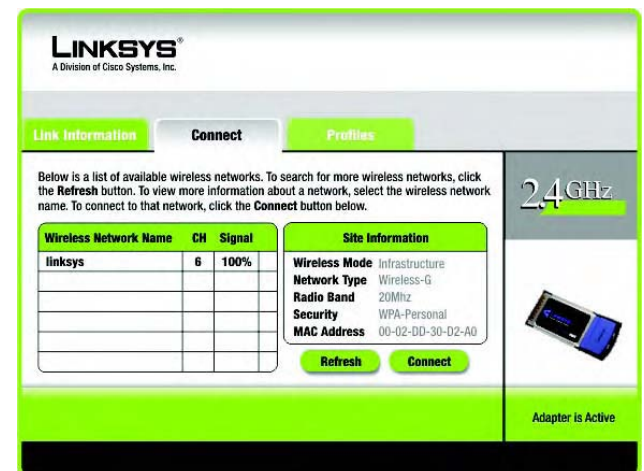 LINKSYS®
A Division of Cisco Systems, Inc.
Link Information Connect Profiles
Below is a list of available wireless networks. To search for more wireless networks, click
the Refresh button. To view more information about a network, select the wireless network
name. To connect to that network, click the Connect button below.
2,4GHz
Wireless Network Name CH Signal
linksys 6 100%
Site Information
Wireless Mode Infrastructure
Network Type Wireless-G
Radio Band 20Mhz
Security WPA-Personal
MAC Address 00-02-DD-30-D2-A0
Refresh Connect
Adapter is Active